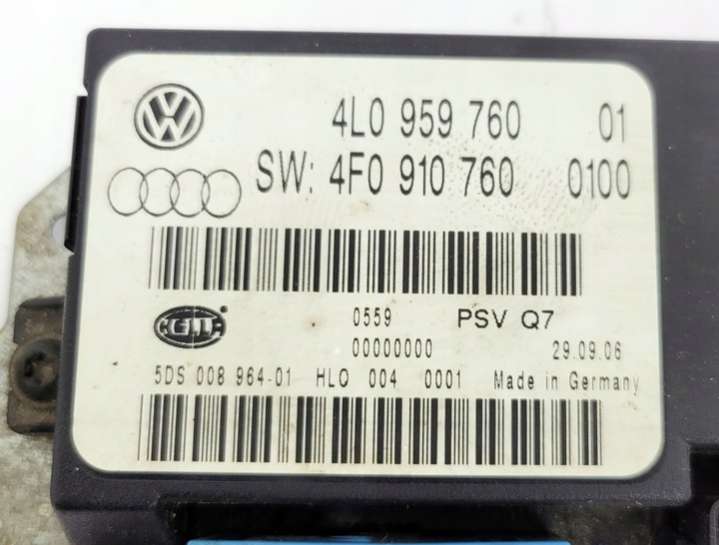 4L0 959 760 01
SW: 4F0 910 760 0100
HELLA
0559 PSV Q7
00000000 29.09.06
5DS 008 964-01 HLO 004 0001 Made in Germany